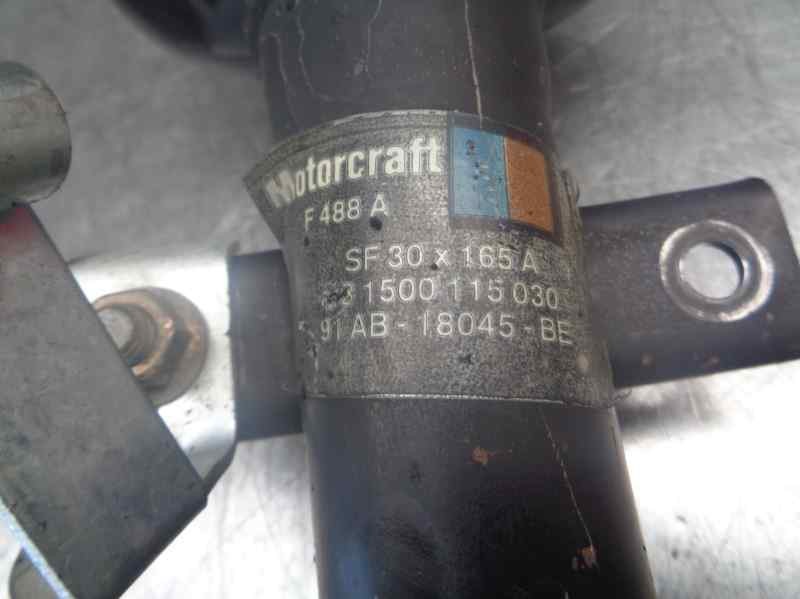 Motorcraft
F 488 A
SF 30 x 165 A
1500 115 030
91 AB - 18045 - BE